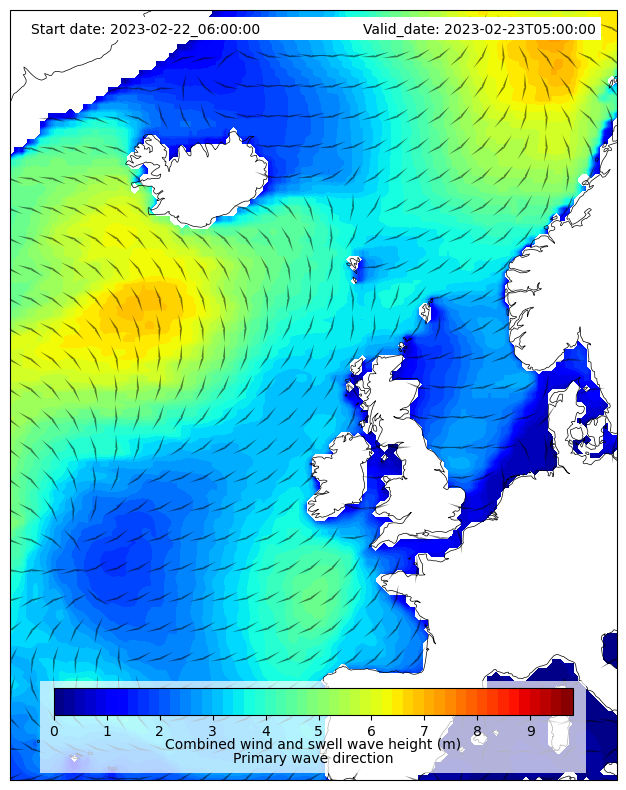 Start date: 2023-02-22_06:00:00 Valid_date: 2023-02-23T05:00:00
0 1 2 3 4 5 6 7 8 9
Combined wind and swell wave height (m)
Primary wave direction